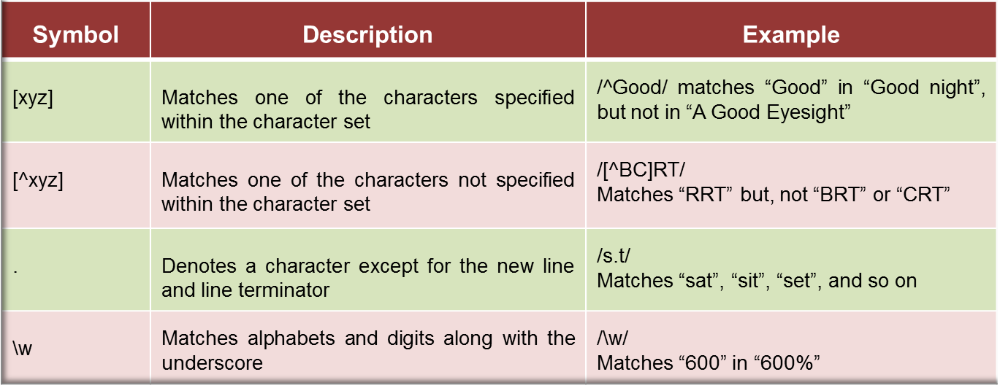 Symbol Description Example
[xyz]
Matches one of the characters specified
within the character set
/^Good/ matches “Good” in “Good night”,
but not in “A Good Eyesight”
[^xyz]
Matches one of the characters not specified
within the character set
/[^BC]RT/
Matches “RRT” but, not “BRT” or “CRT”
.
Denotes a character except for the new line
and line terminator
/s.t/
Matches “sat”, “sit”, “set”, and so on
\w
Matches alphabets and digits along with the
underscore
/\w/
Matches “600” in “600%”